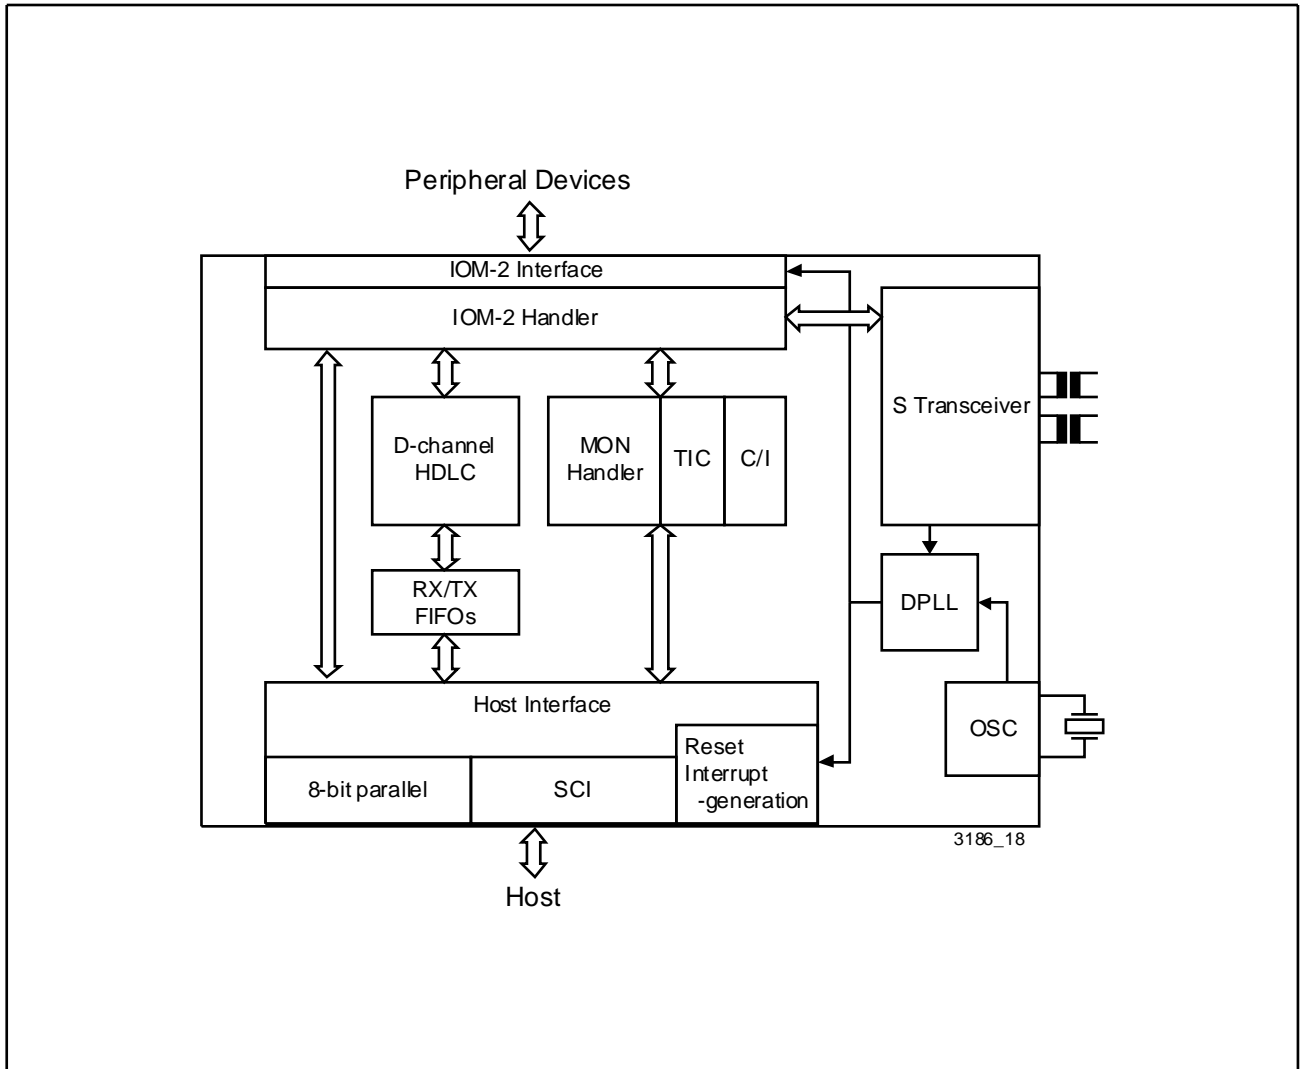 Peripheral Devices
IOM-2 Interface
IOM-2 Handler
S Transceiver
D-channel
HDLC
MON
Handler
TIC
C/I
RX/TX
FIFOs
DPLL
Host Interface
OSC
Reset
Interrupt
-generation
8-bit parallel
SCI
3186_18
Host